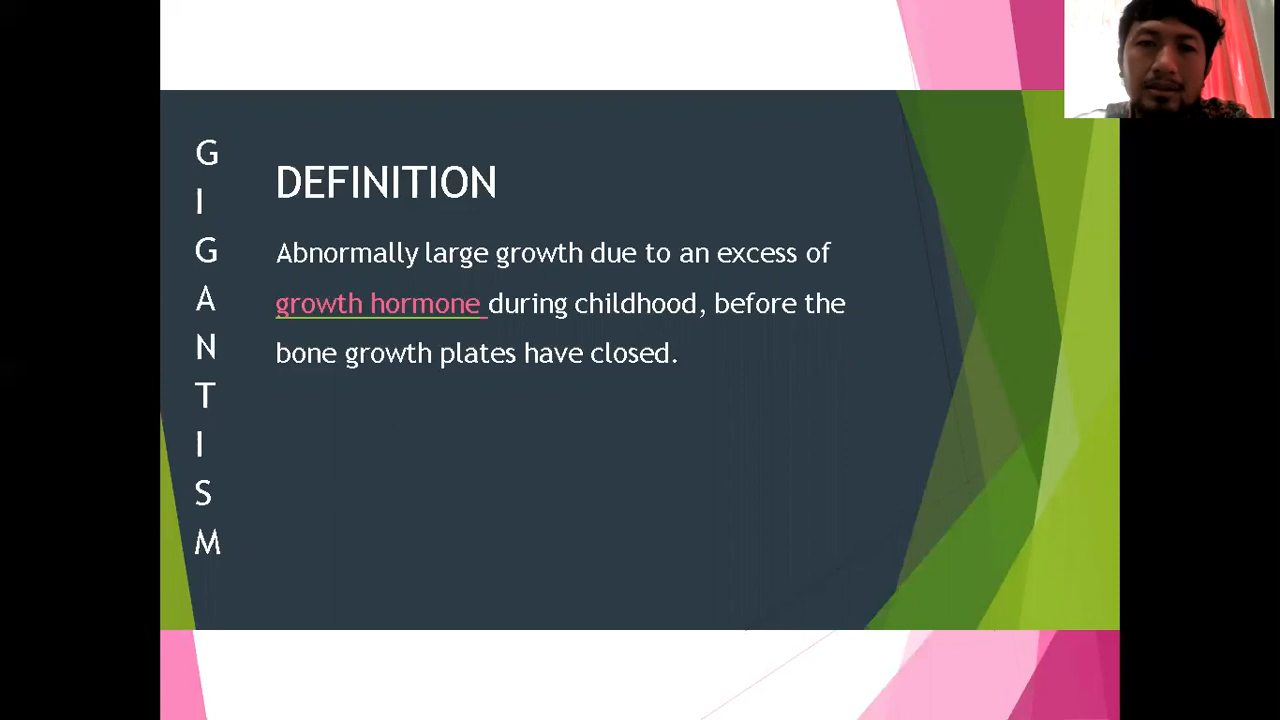 GIGANTISM
DEFINITION
Abnormally large growth due to an excess of
growth hormone during childhood, before the
bone growth plates have closed.